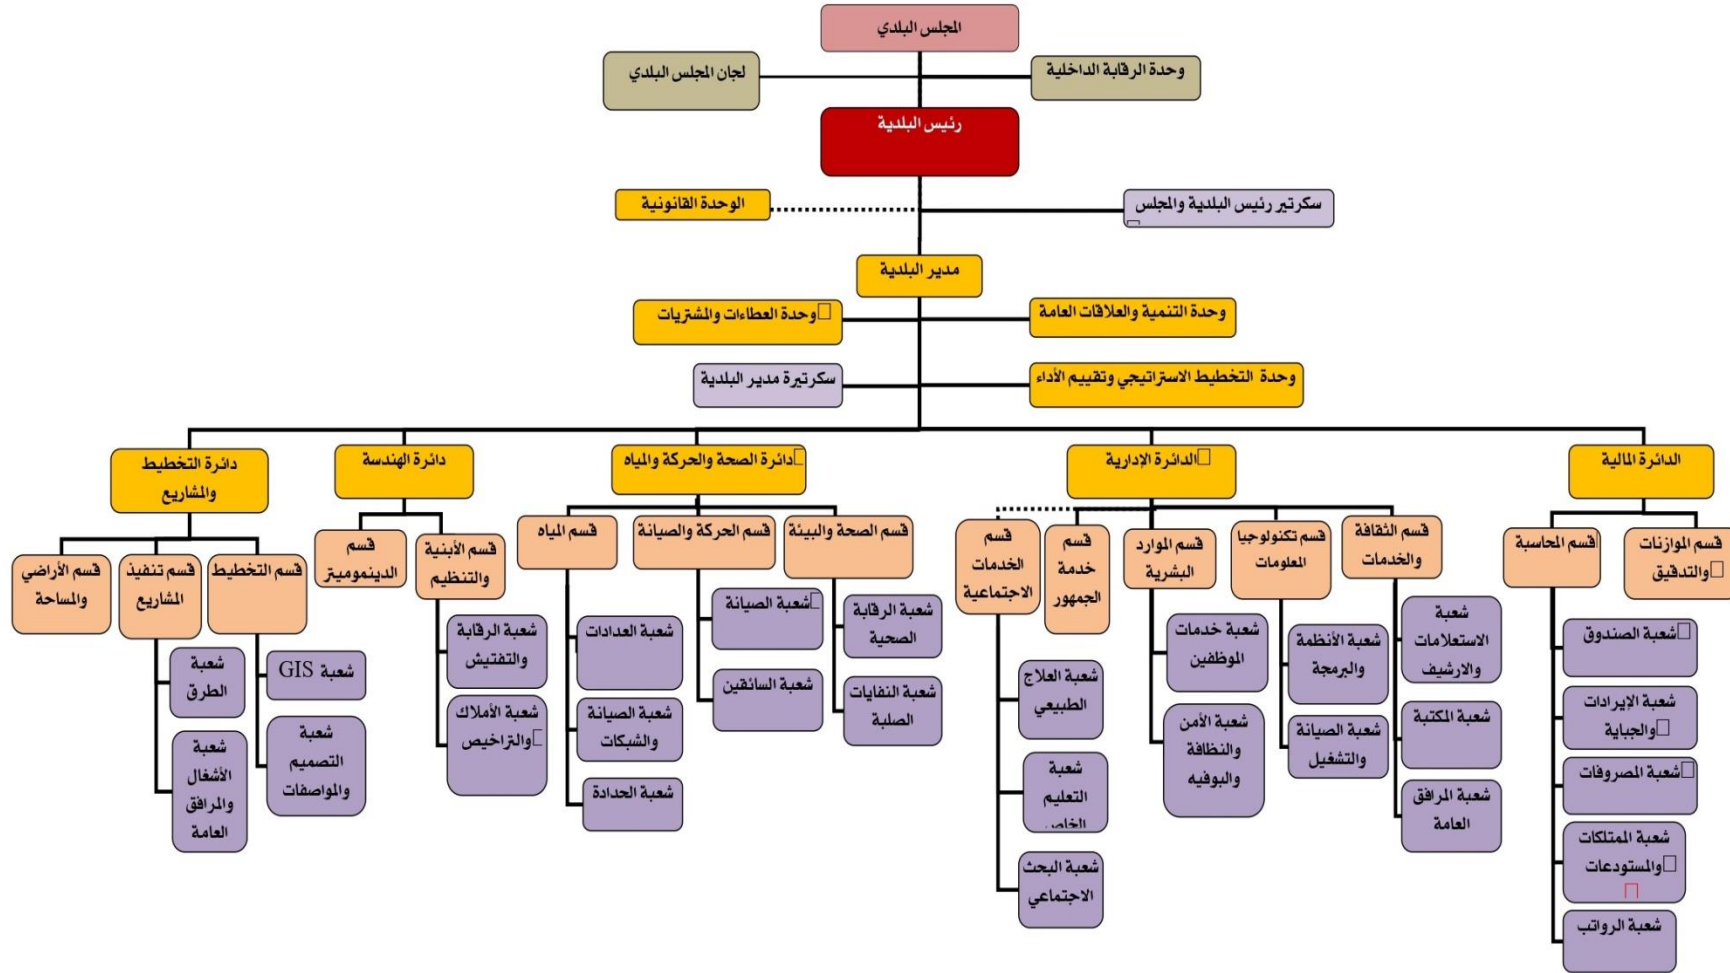 المجلس البلدي
وحدة الرقابة الداخلية
لجان المجلس البلدي
رئيس البلدية
سكرتير رئيس البلدية والمجلس
الوحدة القانونية
مدير البلدية
وحدة التنمية والعلاقات العامة
وحدة العطاءات والمشتريات
وحدة التخطيط الاستراتيجي وتقييم الأداء
سكرتيرة مدير البلدية
الدائرة المالية
الدائرة الإدارية
دائرة الصحة والحركة والمياه
دائرة الهندسة
دائرة التخطيط
والمشاريع
قسم الموازنات
والتدقيق
قسم المحاسبة
شعبة الصندوق
شعبة الإيرادات
والجباية
شعبة المصروفات
شعبة الممتلكات
والمستودعات
شعبة الرواتب
قسم الثقافة
والخدمات
شعبة
الاستعلامات
والارشيف
شعبة المكتبة
شعبة المرافق
العامة
قسم تكنولوجيا
المعلومات
شعبة الأنظمة
والبرمجة
شعبة الصيانة
والتشغيل
قسم الموارد
البشرية
شعبة خدمات
الموظفين
شعبة الأمن
والنظافة
والبوفيه
قسم
خدمة
الجمهور
قسم
الخدمات
الاجتماعية
شعبة العلاج
الطبيعي
شعبة
التعليم
الخاص
شعبة البحث
الاجتماعي
قسم الصحة والبيئة
شعبة الرقابة
الصحية
شعبة النفايات
الصلبة
قسم الحركة والصيانة
شعبة الصيانة
شعبة السائقين
قسم المياه
شعبة العدادات
شعبة الصيانة
والشبكات
شعبة الحدادة
قسم الأبنية
والتنظيم
شعبة الرقابة
والتفتيش
شعبة الأملاك
والتراخيص
قسم
الدينموميتر
قسم التخطيط
شعبة GIS
شعبة
التصميم
والمواصفات
قسم تنفيذ
المشاريع
شعبة
الطرق
شعبة
الأشغال
والمرافق
العامة
قسم الأراضي
والمساحة